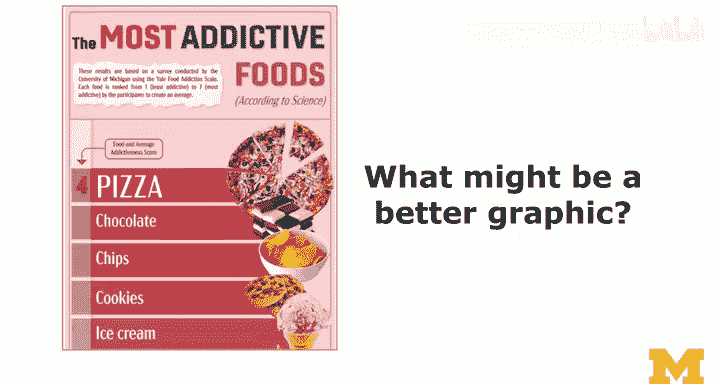 The MOST ADDICTIVE
FOODS
(According to Science)
These results are based on a survey conducted by the
University of Michigan using the Yale Food Addiction Scale.
Each food is ranked from 1 (least addictive) to 7 (most
addictive) by the participants to create an average.
Food and Average
Addictiveness Score
4 PIZZA
Chocolate
Chips
Cookies
Ice cream
What might be a
better graphic?
M